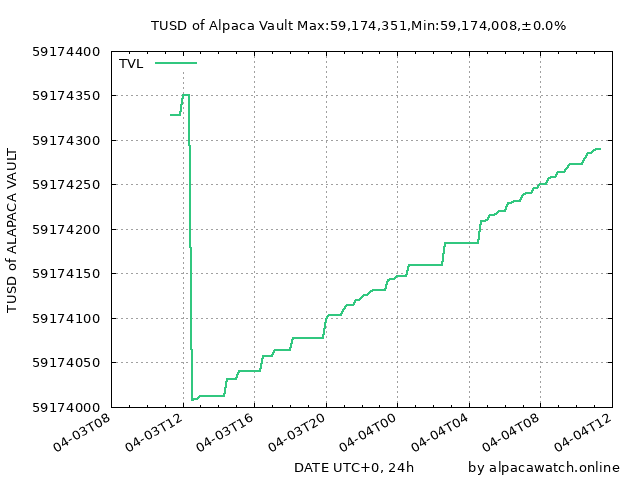 TUSD of Alpaca Vault Max:59,174,351,Min:59,174,008,±0.0%
TVL
59174400
59174350
59174300
59174250
59174200
59174150
59174100
59174050
59174000
TUSD of ALAPACA VAULT
04-03T08
04-03T12
04-03T16
04-03T20
04-04T00
04-04T04
04-04T08
04-04T12
DATE UTC+0, 24h
by alpacawatch.online